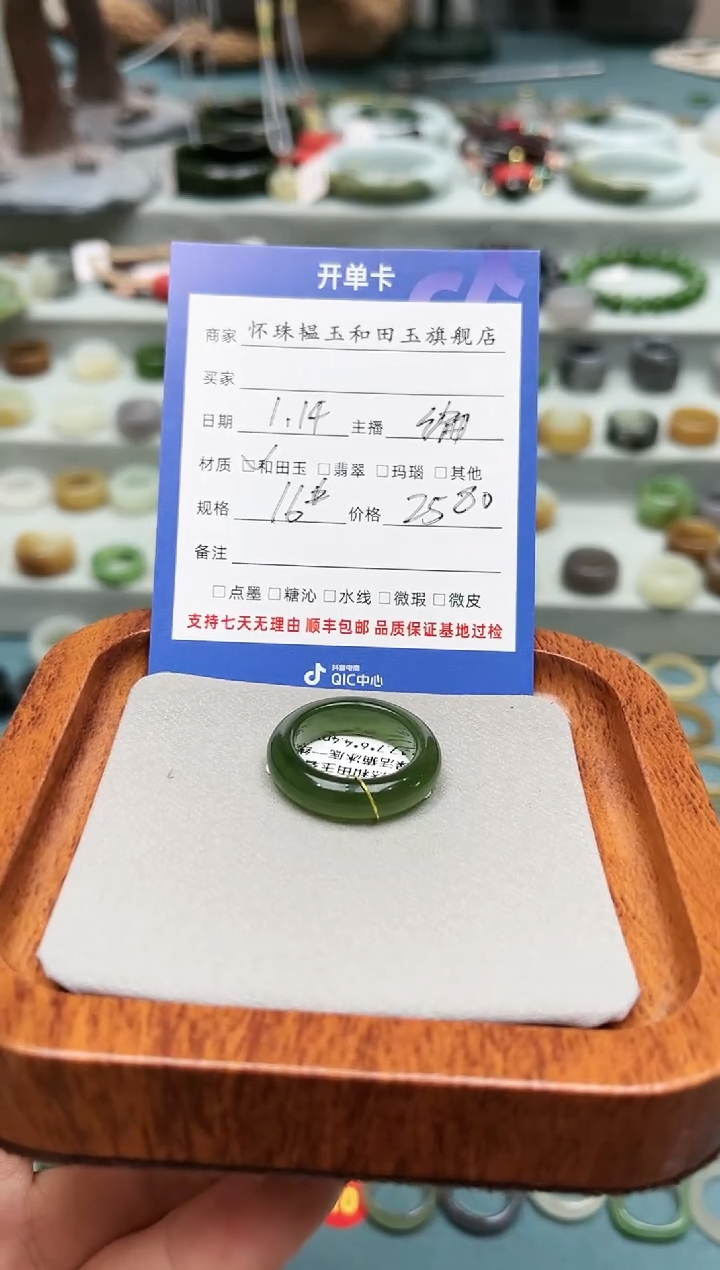 开单卡
商家 怀珠韫玉和田玉旗舰店
买家
日期 1.14 主播
材质 ☑和田玉 □翡翠 □玛瑙 □其他
规格 16# 价格 2580
备注
□点墨 □糖沁 □水线 □微瑕 □微皮
支持七天无理由 顺丰包邮 品质保证基地过检
抖音电商
QIC中心